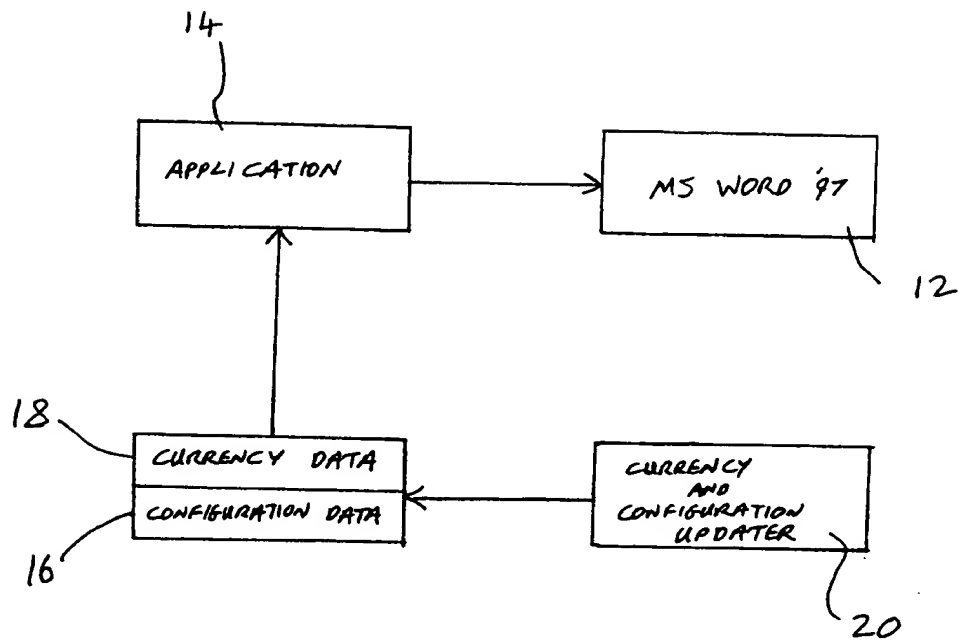 14
APPLICATION
MS WORD '97
12
18
CURRENCY DATA
CONFIGURATION DATA
16
CURRENCY
AND
CONFIGURATION
UPDATER
20